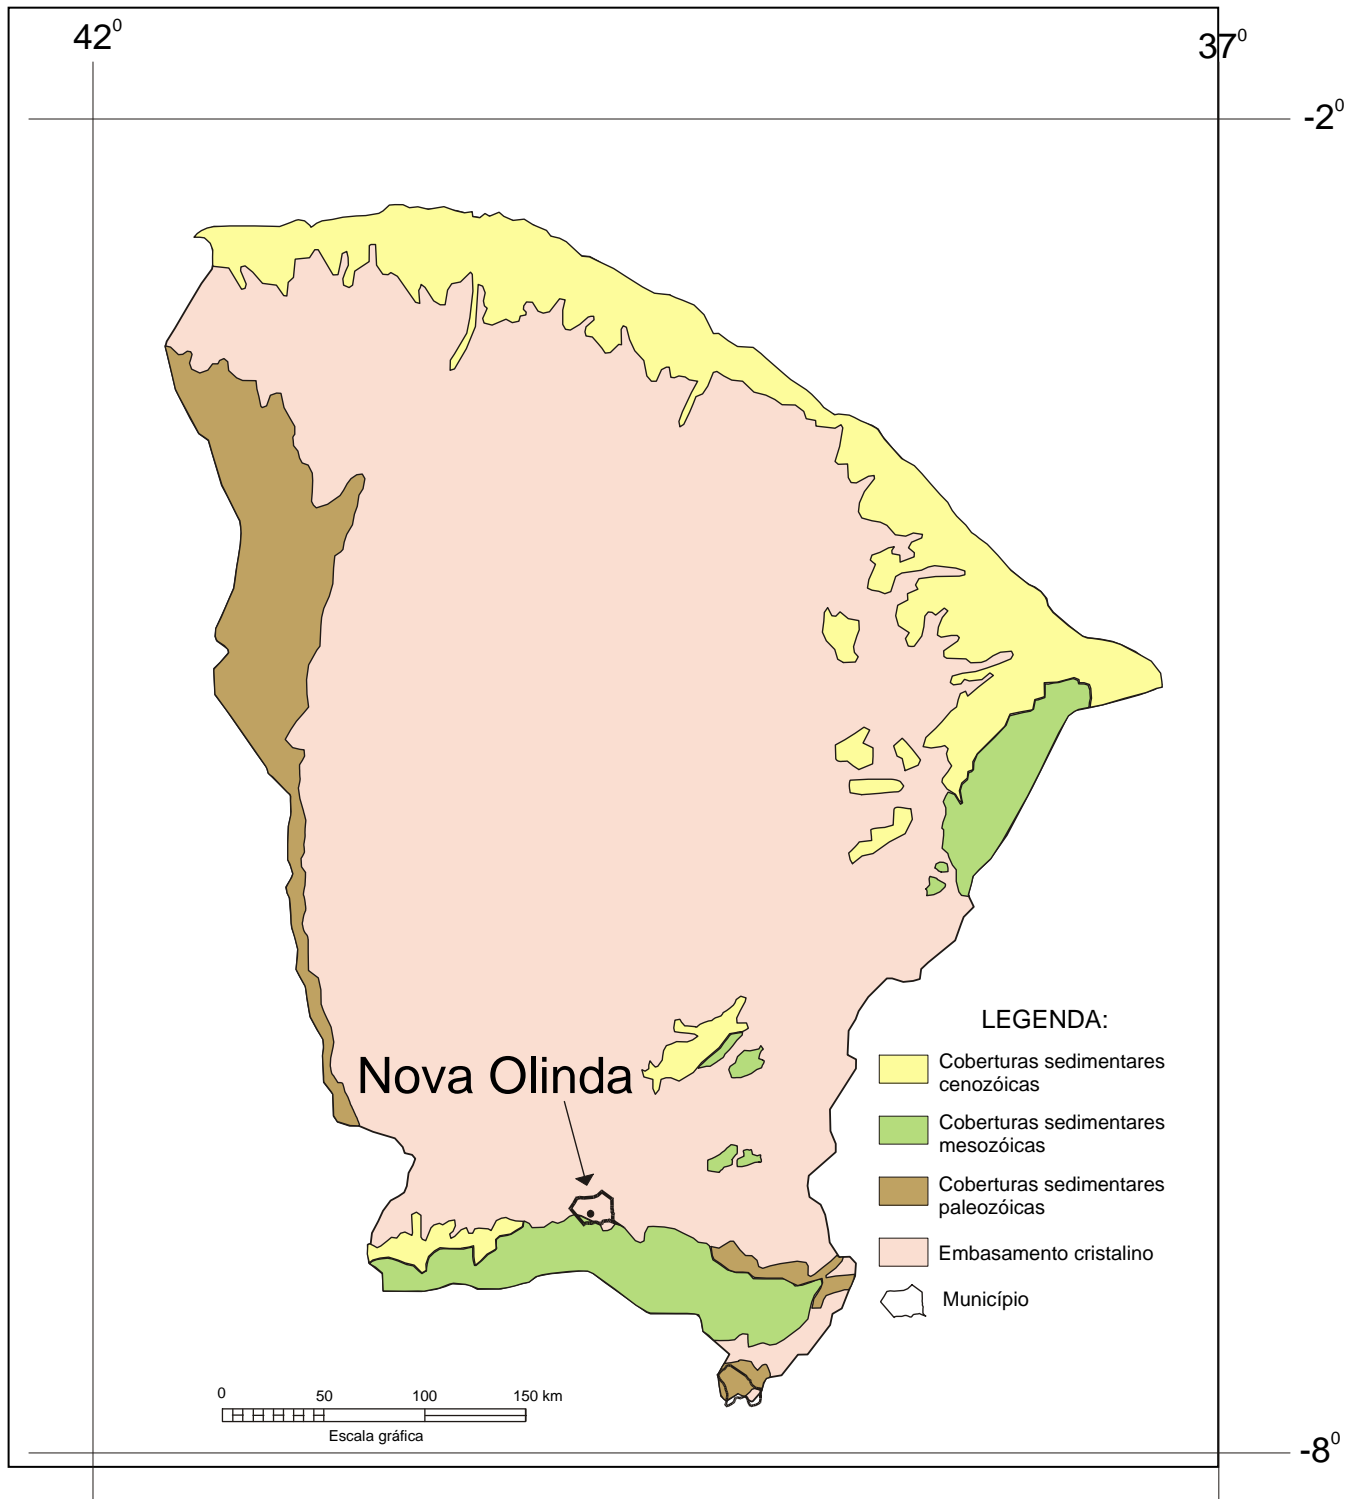 42⁰
37⁰
-2⁰
Nova Olinda
LEGENDA:
Coberturas sedimentares
cenozóicas
Coberturas sedimentares
mesozóicas
Coberturas sedimentares
paleozóicas
Embasamento cristalino
Município
0 50 100 150 km
Escala gráfica
-8⁰